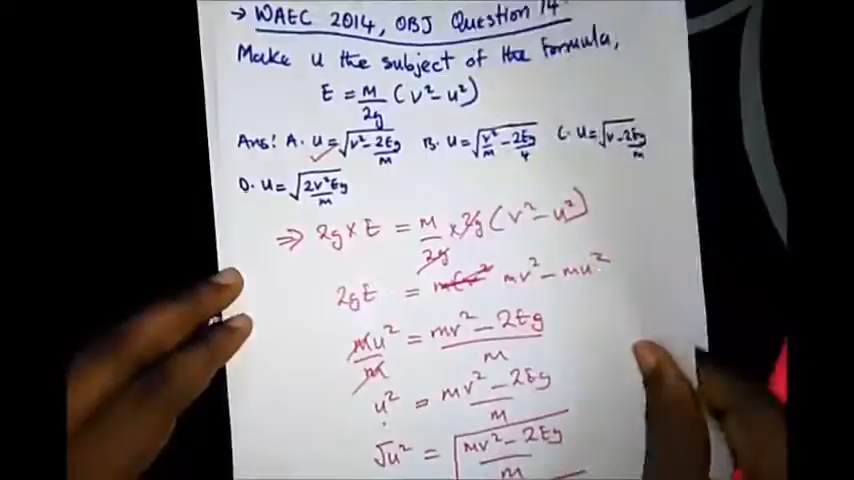 → WAEC 2014, OBJ Question 14
Make u the subject of the formula,
E = M/2g (v² - u²)
Ans: A. u = √(v² - 2Eg/m) B. u = √(v²/m - 2Eg/4) C. u = √(v - 2Eg/m)
D. u = √(2v²Eg/m)
⇒ 2g × E = M/2g × 2g (v² - u²)
2gE = mv² - mu²
mu²/m = (mv² - 2Eg)/m
u² = (mv² - 2Eg)/m
√u² = √((mv² - 2Eg)/m)